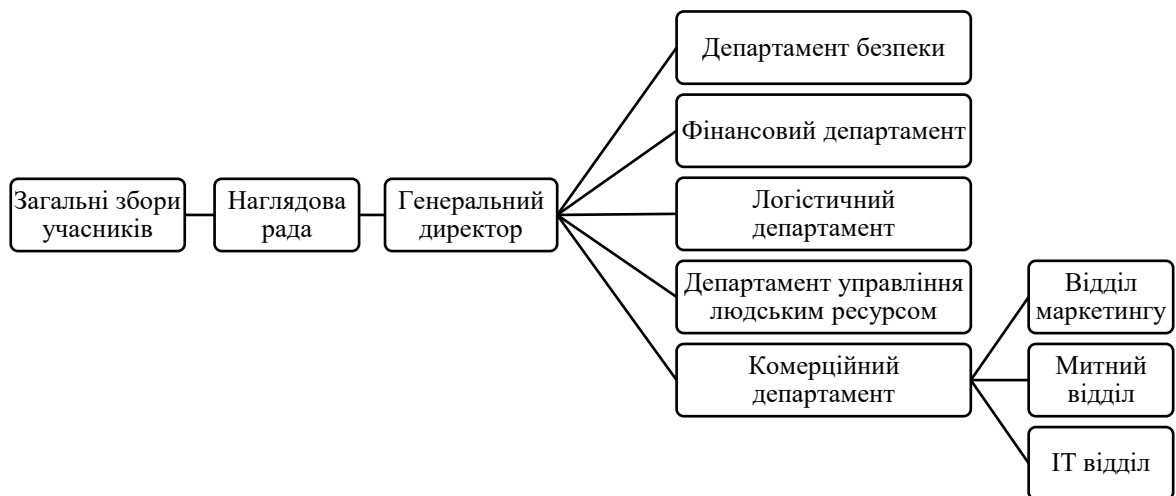 Загальні збори
учасників
Наглядова
рада
Генеральний
директор
Департамент безпеки
Фінансовий департамент
Логістичний
департамент
Департамент управління
людським ресурсом
Комерційний
департамент
Відділ
маркетингу
Митний
відділ
ІТ відділ